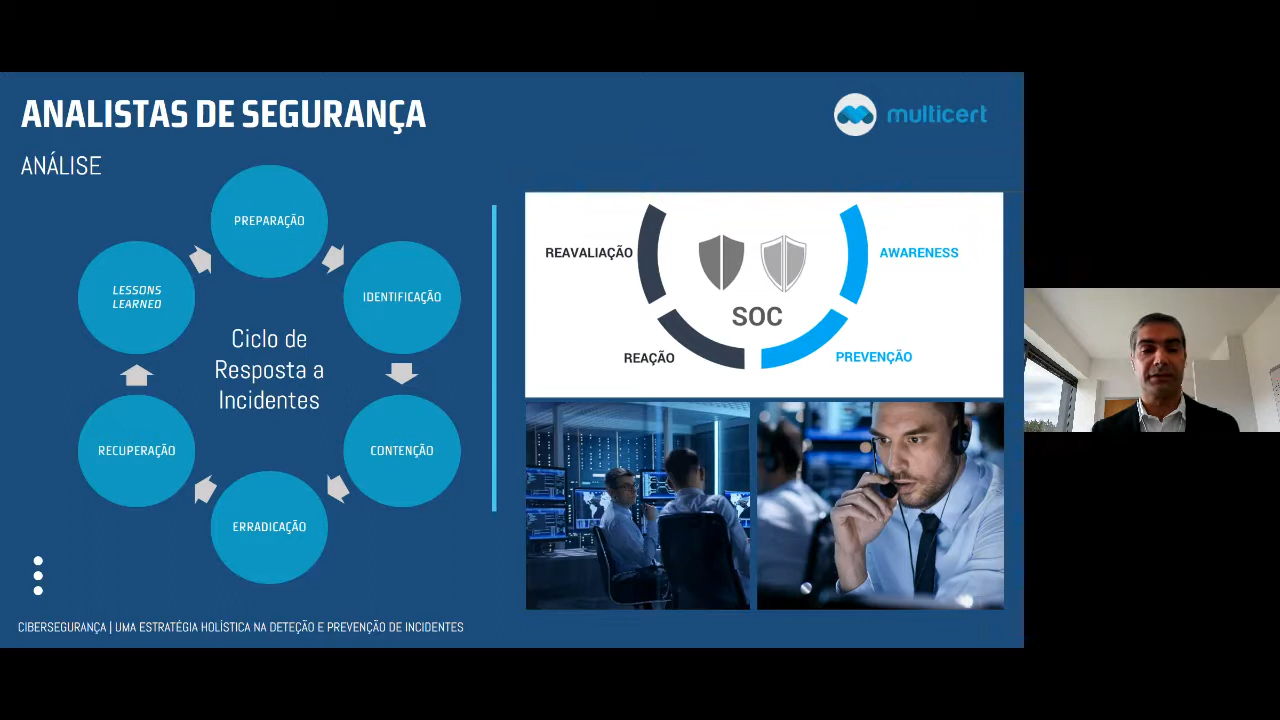 ANALISTAS DE SEGURANÇA
multicert
ANÁLISE
PREPARAÇÃO
IDENTIFICAÇÃO
CONTENÇÃO
ERRADICAÇÃO
RECUPERAÇÃO
LESSONS
LEARNED
Ciclo de
Resposta a
Incidentes
REAVALIAÇÃO
AWARENESS
SOC
REAÇÃO
PREVENÇÃO
CIBERSEGURANÇA | UMA ESTRATÉGIA HOLÍSTICA NA DETEÇÃO E PREVENÇÃO DE INCIDENTES